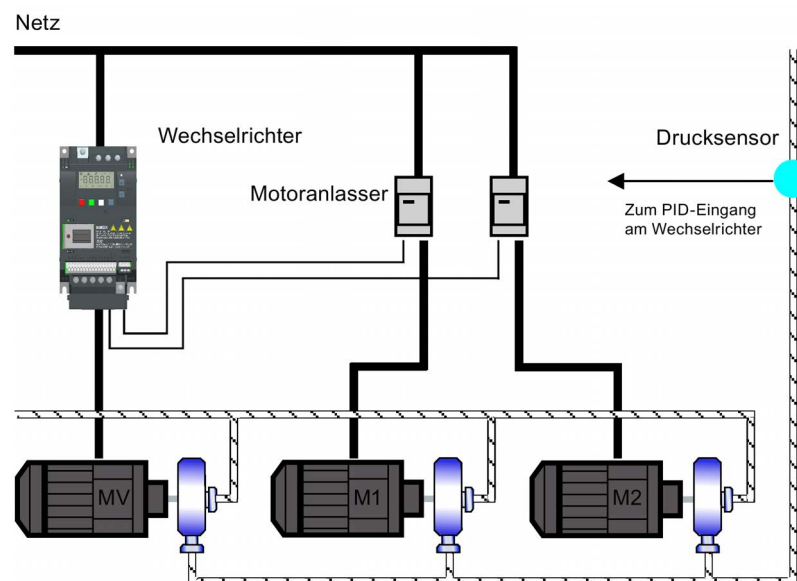 Netz
Wechselrichter
Drucksensor
Motoranlasser
Zum PID-Eingang
am Wechselrichter
MV
M1
M2